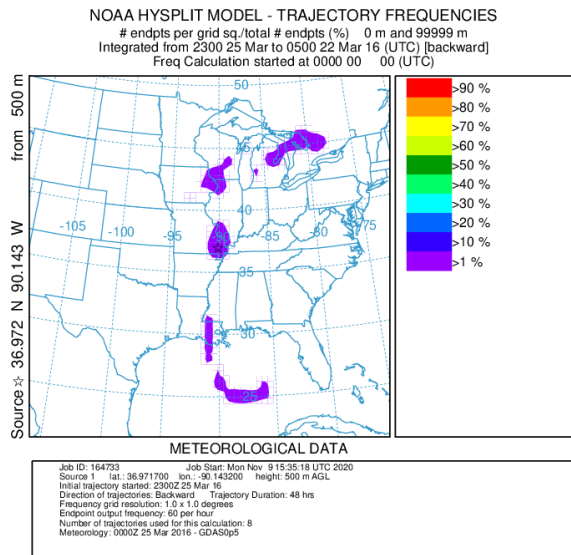 NOAA HYSPLIT MODEL - TRAJECTORY FREQUENCIES
# endpts per grid sq./total # endpts (%)    0 m and 99999 m
Integrated from 2300 25 Mar to 0500 22 Mar 16 (UTC) [backward]
Freq Calculation started at 0000 00    00 (UTC)
Source ☆ 36.972 N 90.143 W    from 500 m
50
45
40
-105
-100
-95
-90
-85
75
35
30
25
>90 %
>80 %
>70 %
>60 %
>50 %
>40 %
>30 %
>20 %
>10 %
>1 %
METEOROLOGICAL DATA
Job ID: 164733    Job Start: Mon Nov 9 15:35:18 UTC 2020
Source 1    lat.: 36.971700    lon.: -90.143200    height: 500 m AGL
Initial trajectory started: 2300Z 25 Mar 16
Direction of trajectories: Backward    Trajectory Duration: 48 hrs
Frequency grid resolution: 1.0 x 1.0 degrees
Endpoint output frequency: 60 per hour
Number of trajectories used for this calculation: 8
Meteorology: 0000Z 25 Mar 2016 - GDAS0p5